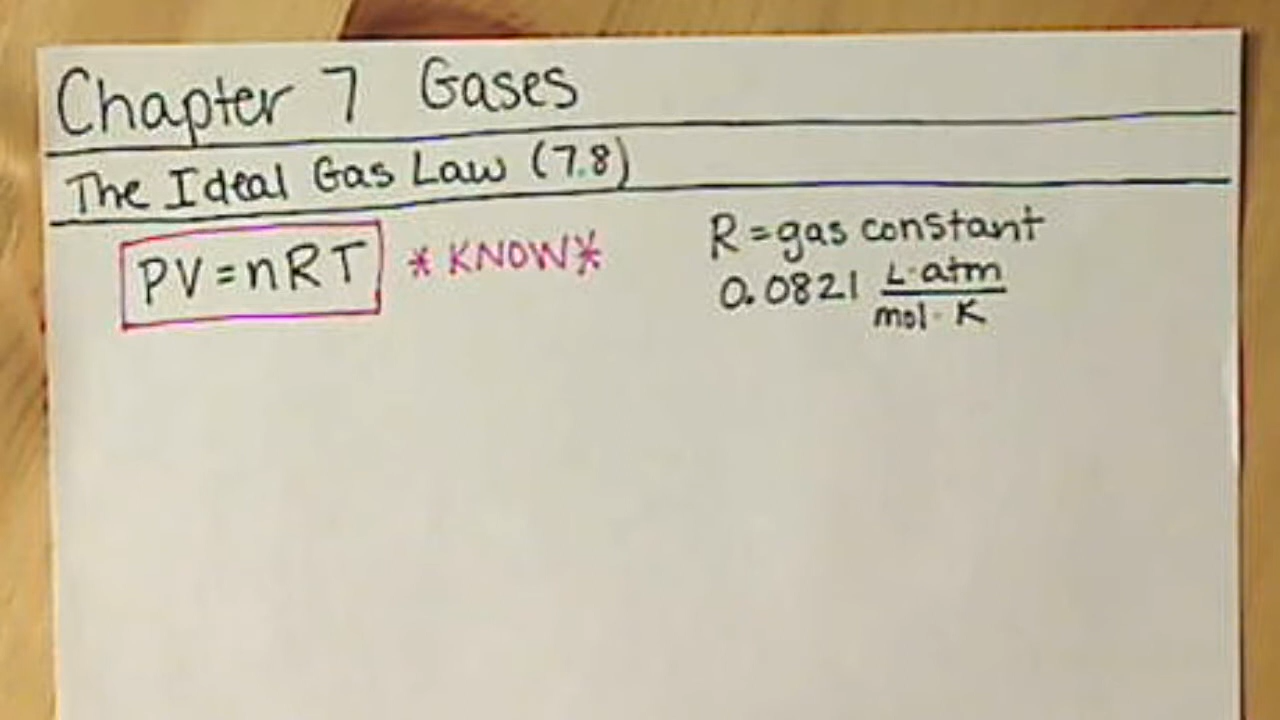 Chapter 7 Gases
The Ideal Gas Law (7.8)
PV=nRT *KNOW*
R=gas constant
0.0821 L·atm
mol·K